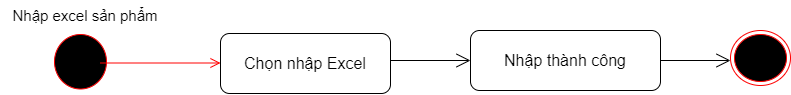 Nhập excel sản phẩm
Chọn nhập Excel
Nhập thành công